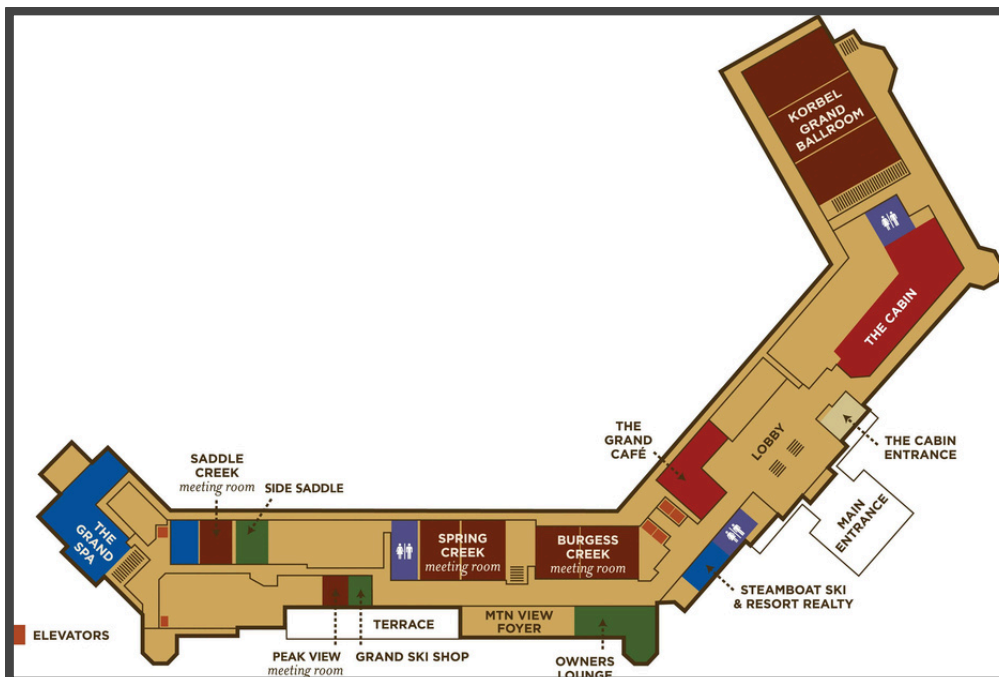 KORBEL
GRAND
BALLROOM
THE CABIN
THE
GRAND
CAFÉ
LOBBY
THE CABIN
ENTRANCE
MAIN
ENTRANCE
SADDLE
CREEK
meeting room
SIDE SADDLE
THE GRAND
SPA
SPRING
CREEK
meeting room
BURGESS
CREEK
meeting room
STEAMBOAT SKI
& RESORT REALTY
TERRACE
MTN VIEW
FOYER
ELEVATORS
PEAK VIEW
meeting room
GRAND SKI SHOP
OWNERS
LOUNGE